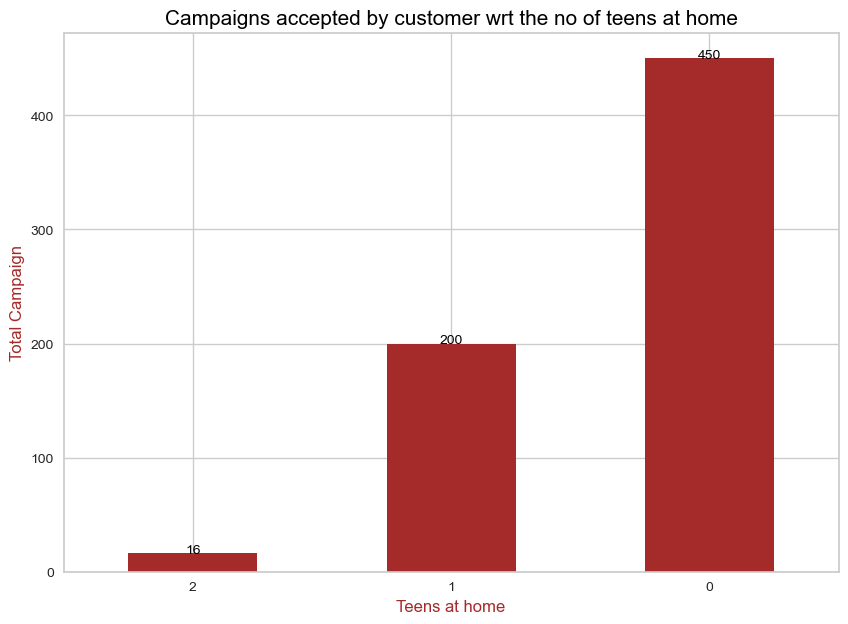 Campaigns accepted by customer wrt the no of teens at home
450
400
300
Total Campaign
200
200
100
16
0
2 1 0
Teens at home